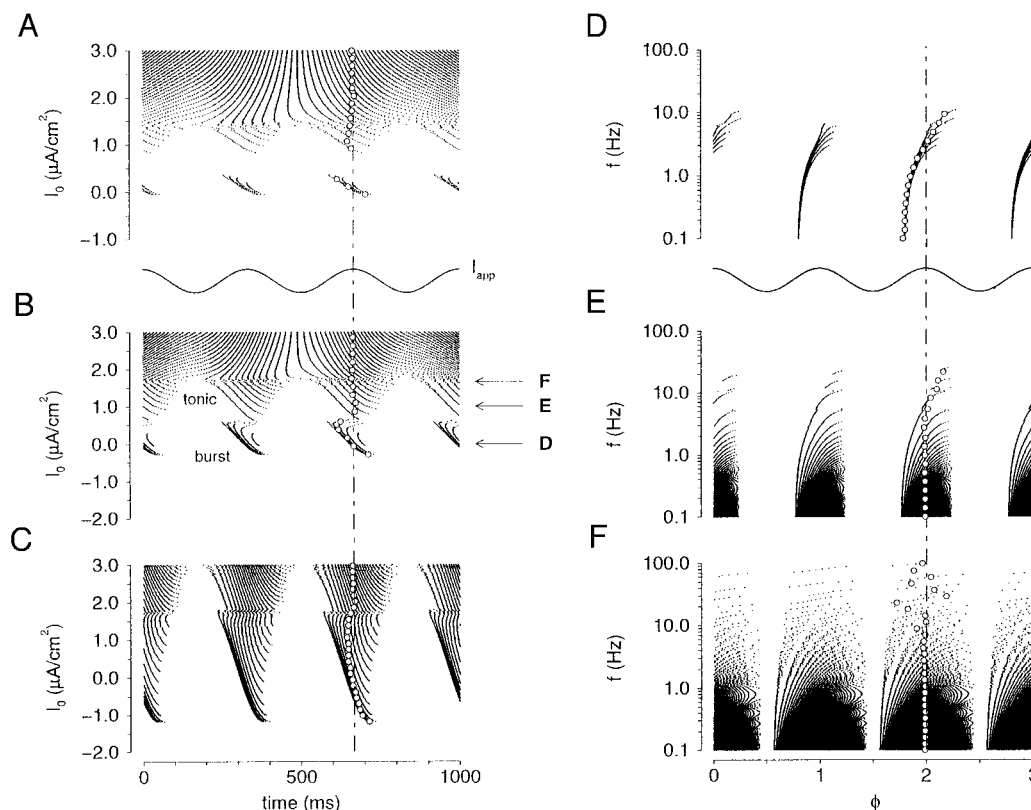 A
D
3.0
2.0
1.0
0.0
−1.0
I₀ (µA/cm²)
100.0
10.0
1.0
0.1
f (Hz)
I app
B
E
3.0
2.0
1.0
0.0
−1.0
−2.0
I₀ (µA/cm²)
tonic
burst
F
E
D
100.0
10.0
1.0
0.1
f (Hz)
C
F
3.0
2.0
1.0
0.0
−1.0
−2.0
I₀ (µA/cm²)
0
500
1000
time (ms)
100.0
10.0
1.0
0.1
f (Hz)
0
1
2
3
ϕ